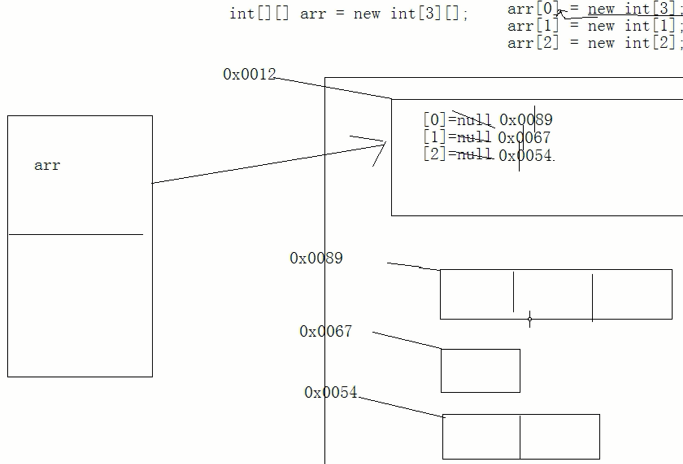 int[][] arr = new int[3][];
arr[0] = new int[3];
arr[1] = new int[1];
arr[2] = new int[2];
0x0012
[0]=null 0x0089
[1]=null 0x0067
[2]=null 0x0054.
arr
0x0089
0x0067
0x0054